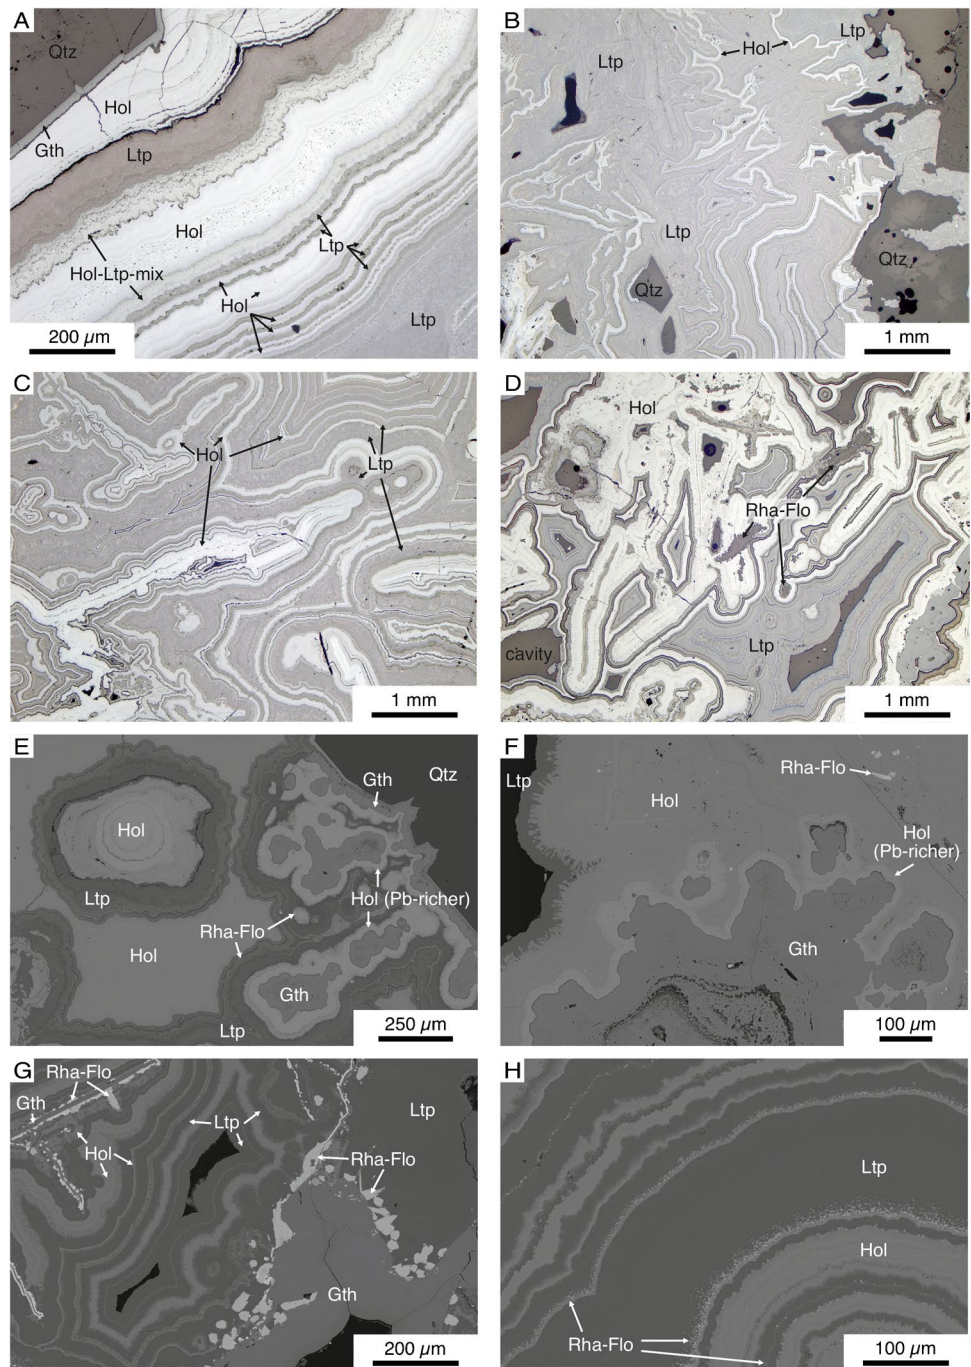 A
Qtz
Hol
Gth
Ltp
Hol
Ltp
Hol-Ltp-mix
Hol
Ltp
200 µm
B
Ltp
Hol
Ltp
Ltp
Qtz
Qtz
1 mm
C
Hol
Ltp
1 mm
D
Hol
Rha-Flo
Ltp
cavity
1 mm
E
Qtz
Gth
Hol
Ltp
Hol (Pb-richer)
Rha-Flo
Hol
Gth
Ltp
250 µm
F
Ltp
Rha-Flo
Hol
Hol
(Pb-richer)
Gth
100 µm
G
Rha-Flo
Gth
Ltp
Ltp
Hol
Rha-Flo
Gth
200 µm
H
Ltp
Hol
Rha-Flo
100 µm